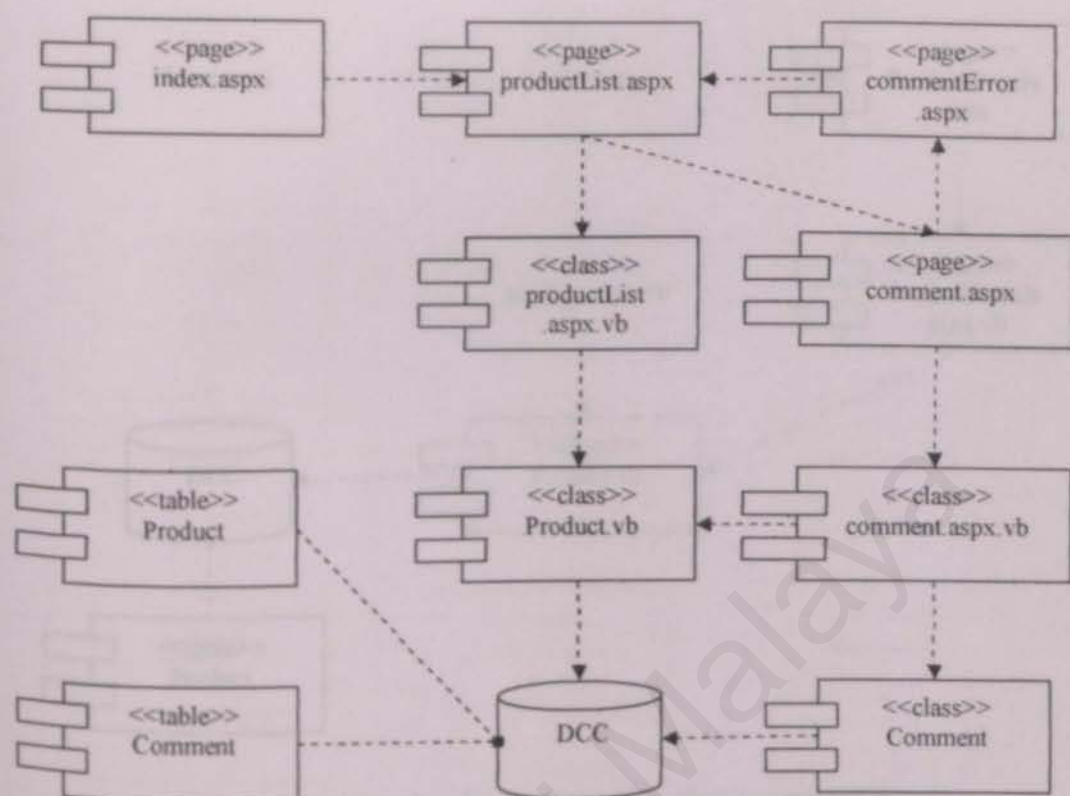 <<page>>
index.aspx
<<page>>
productList.aspx
<<page>>
commentError
.aspx
<<class>>
productList
.aspx.vb
<<page>>
comment.aspx
<<table>>
Product
<<class>>
Product.vb
<<class>>
comment.aspx.vb
<<table>>
Comment
DCC
<<class>>
Comment
Malaya